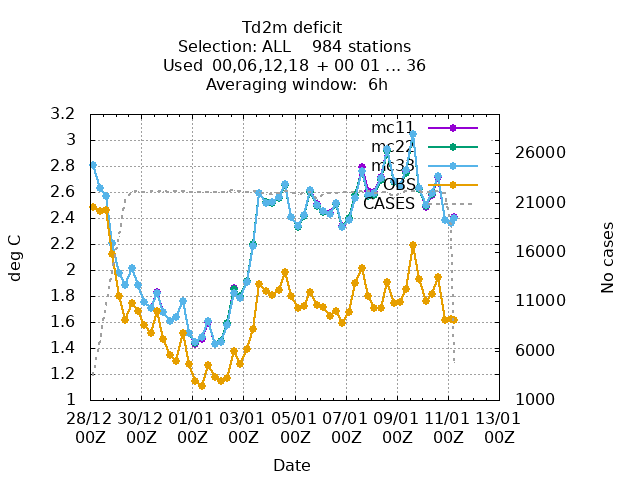 Td2m deficit
Selection: ALL    984 stations
Used  00,06,12,18  + 00 01 ... 36
Averaging window:  6h
deg C
3.2
3
2.8
2.6
2.4
2.2
2
1.8
1.6
1.4
1.2
1
mc11
mc22
mc33
OBS
CASES
26000
21000
16000
11000
6000
1000
No cases
28/12 30/12 01/01 03/01 05/01 07/01 09/01 11/01 13/01
00Z 00Z 00Z 00Z 00Z 00Z 00Z 00Z 00Z
Date